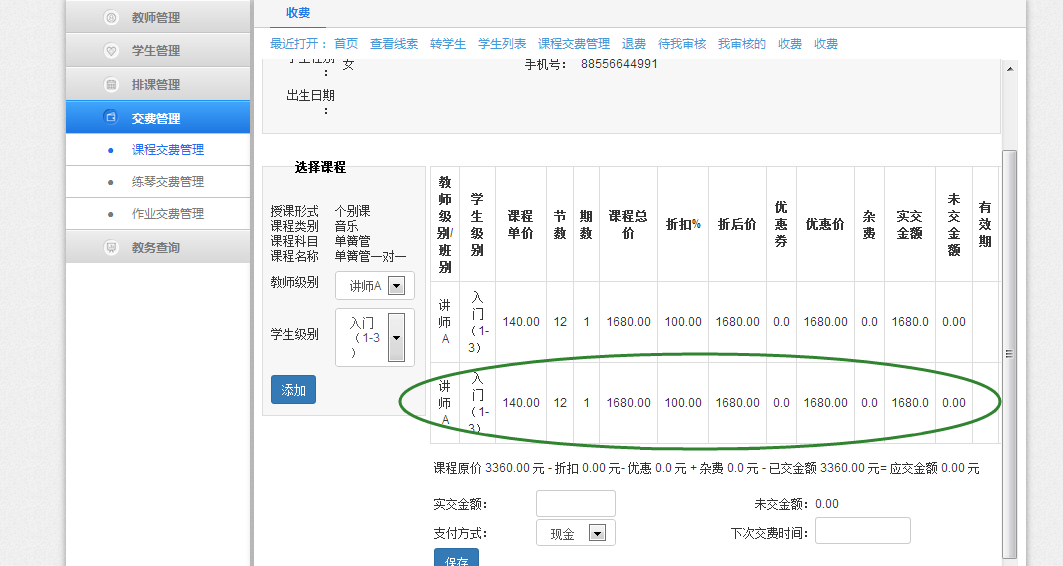 教师管理
学生管理
排课管理
交费管理
课程交费管理
练琴交费管理
作业交费管理
教务查询
收费
最近打开： 首页 查看线索 转学生 学生列表 课程交费管理 退费 待我审核 我审核的 收费 收费
学生性别： 女 手机号： 88556644991
出生日期：
选择课程
授课形式 个别课
课程类别 音乐
课程科目 单簧管
课程名称 单簧管一对一
教师级别 讲师A
学生级别 入门（1-3）
添加
教师级别/班别 学生级别 课程单价 节数 期数 课程总价 折扣% 折后价 优惠券 优惠价 杂费 实交金额 未交金额 有效期
讲师A 入门（1-3） 140.00 12 1 1680.00 100.00 1680.00 0.0 1680.00 0.0 1680.0 0.00
讲师A 入门（1-3） 140.00 12 1 1680.00 100.00 1680.00 0.0 1680.00 0.0 1680.0 0.00
课程原价 3360.00 元 - 折扣 0.00 元- 优惠 0.0 元 + 杂费 0.0 元 - 已交金额 3360.00 元= 应交金额 0.00 元
实交金额： 未交金额：0.00
支付方式： 现金 下次交费时间：
保存